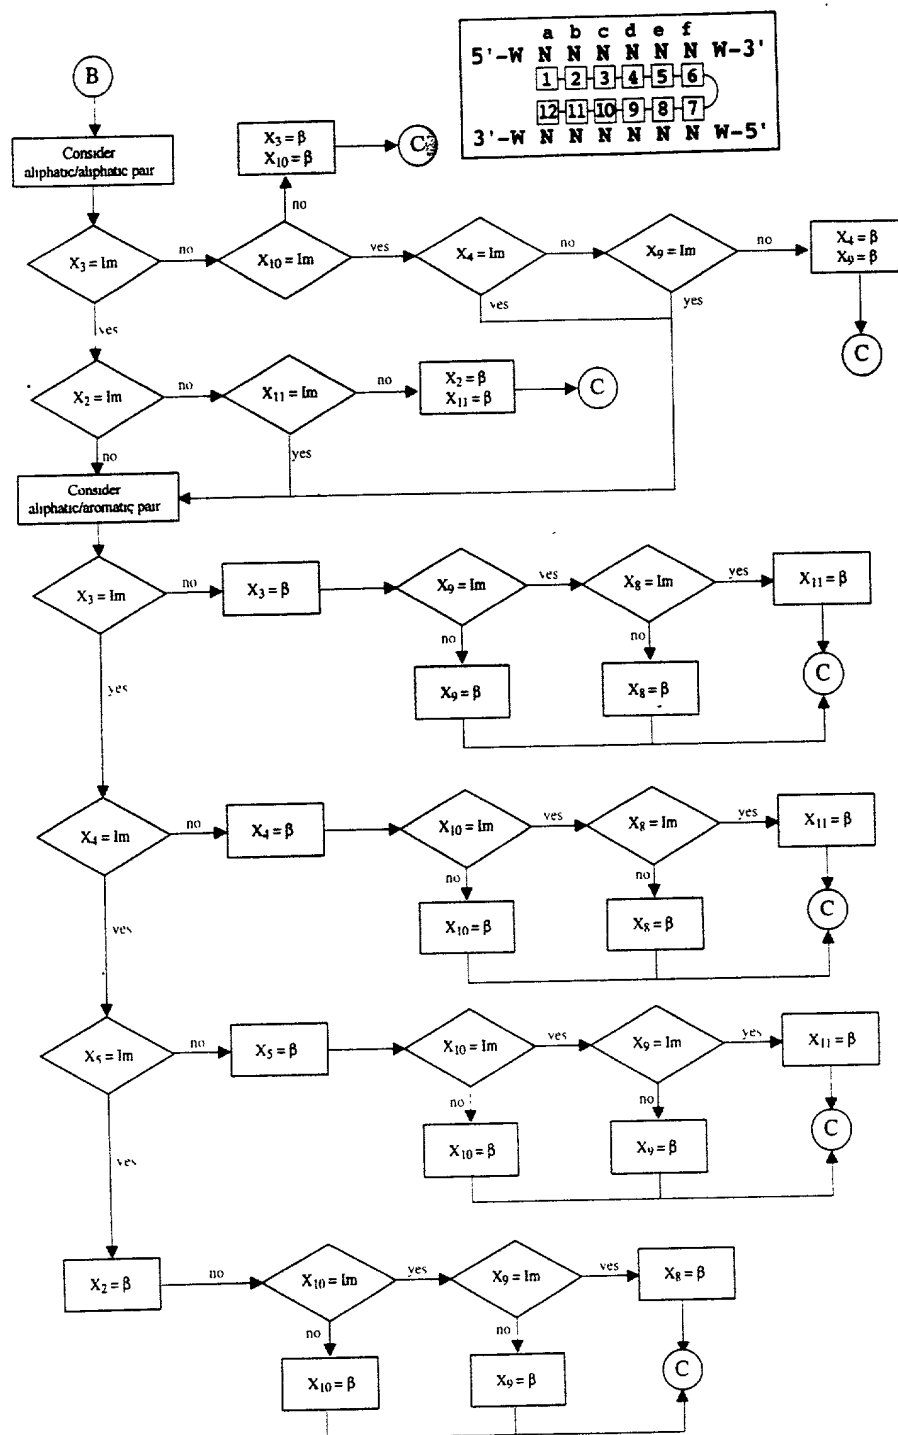 a b c d e f
5'-W N N N N N N W-3'
1 2 3 4 5 6
12 11 10 9 8 7
3'-W N N N N N N W-5'
B
Consider
aliphatic/aliphatic pair
X3 = β
X10 = β
C
no
X3 = Im
no
X10 = Im
yes
X4 = Im
no
X9 = Im
no
X4 = β
X9 = β
yes
yes
yes
C
X2 = Im
no
X11 = Im
no
X2 = β
X11 = β
C
no
yes
Consider
aliphatic/aromatic pair
X3 = Im
no
X3 = β
X9 = Im
yes
X8 = Im
yes
X11 = β
no
no
yes
X9 = β
X8 = β
C
X4 = Im
no
X4 = β
X10 = Im
yes
X8 = Im
yes
X11 = β
no
no
yes
X10 = β
X8 = β
C
X5 = Im
no
X5 = β
X10 = Im
yes
X9 = Im
yes
X11 = β
no
no
yes
X10 = β
X9 = β
C
X2 = β
no
X10 = Im
yes
X9 = Im
yes
X8 = β
no
no
X10 = β
X9 = β
C